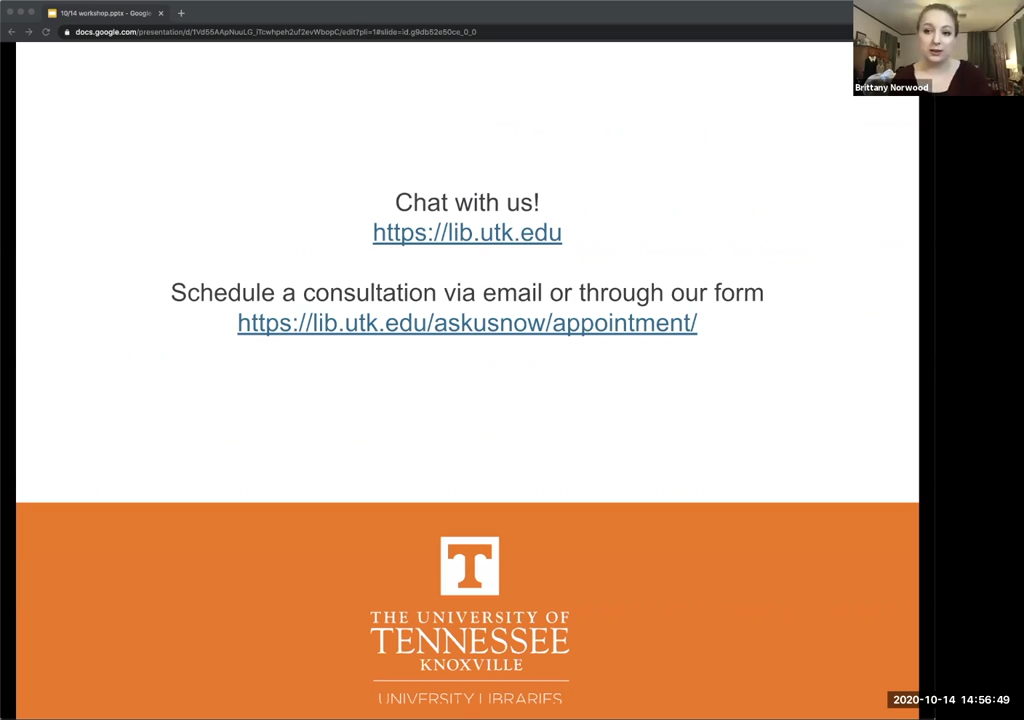 10/14 workshop.pptx - Google
Brittany Norwood
Chat with us!
https://lib.utk.edu
Schedule a consultation via email or through our form
https://lib.utk.edu/askusnow/appointment/
T
THE UNIVERSITY OF
TENNESSEE
KNOXVILLE
UNIVERSITY LIBRARIES
2020-10-14 14:56:49